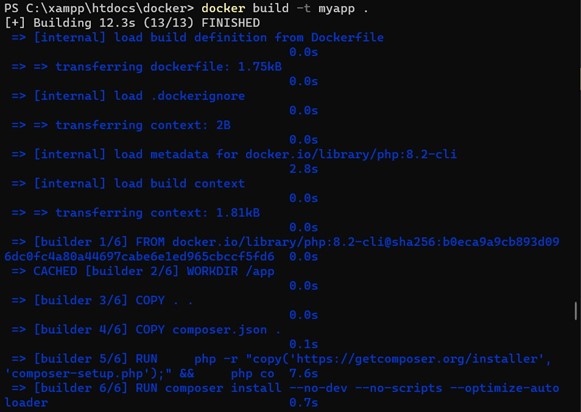 PS C:\xampp\htdocs\docker> docker build -t myapp .
[+] Building 12.3s (13/13) FINISHED
=> [internal] load build definition from Dockerfile
0.0s
=> => transferring dockerfile: 1.75kB
0.0s
=> [internal] load .dockerignore
0.0s
=> => transferring context: 2B
0.0s
=> [internal] load metadata for docker.io/library/php:8.2-cli
2.8s
=> [internal] load build context
0.0s
=> => transferring context: 1.81kB
0.0s
=> [builder 1/6] FROM docker.io/library/php:8.2-cli@sha256:b0eca9a9cb893d09
6dc0fc4a80a44697cabe6e1ed965cbccf5fd6  0.0s
=> CACHED [builder 2/6] WORKDIR /app
0.0s
=> [builder 3/6] COPY . .
0.0s
=> [builder 4/6] COPY composer.json .
0.1s
=> [builder 5/6] RUN     php -r "copy('https://getcomposer.org/installer',
'composer-setup.php');" &&     php co  7.6s
=> [builder 6/6] RUN composer install --no-dev --no-scripts --optimize-auto
loader 0.7s